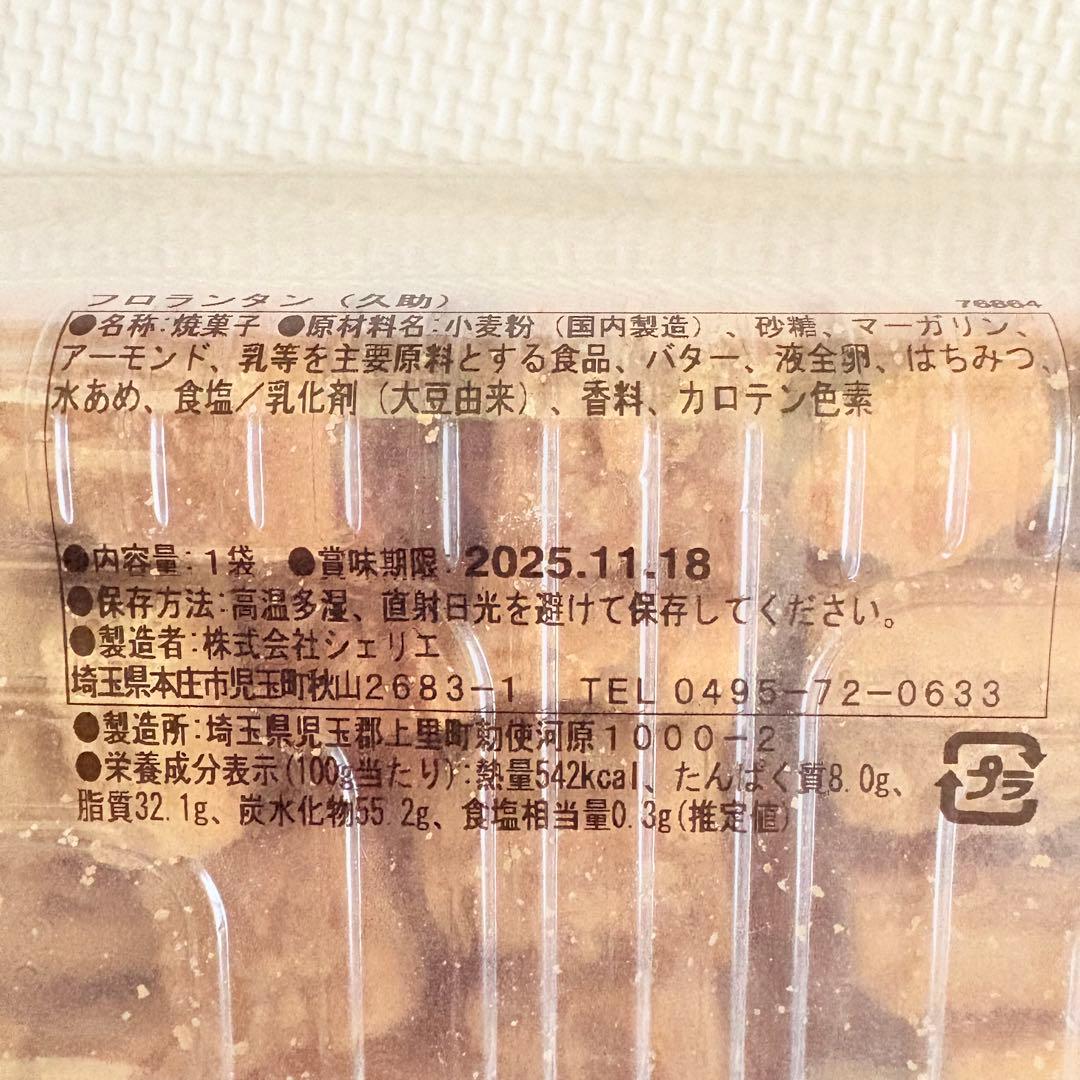 フロランタン（久助）
76864
●名称:焼菓子 ●原材料名:小麦粉（国内製造）、砂糖、マーガリン、
アーモンド、乳等を主要原料とする食品、バター、液全卵、はちみつ、
水あめ、食塩／乳化剤（大豆由来）、香料、カロテン色素
●内容量:1袋 ●賞味期限 2025.11.18
●保存方法:高温多湿、直射日光を避けて保存してください。
●製造者:株式会社シェリエ
埼玉県本庄市児玉町秋山2683-1 TEL 0495-72-0633
●製造所:埼玉県児玉郡上里町勅使河原1000-2
●栄養成分表示(100g当たり):熱量542kcal、たんぱく質8.0g、
脂質32.1g、炭水化物55.2g、食塩相当量0.3g(推定値)
プラ